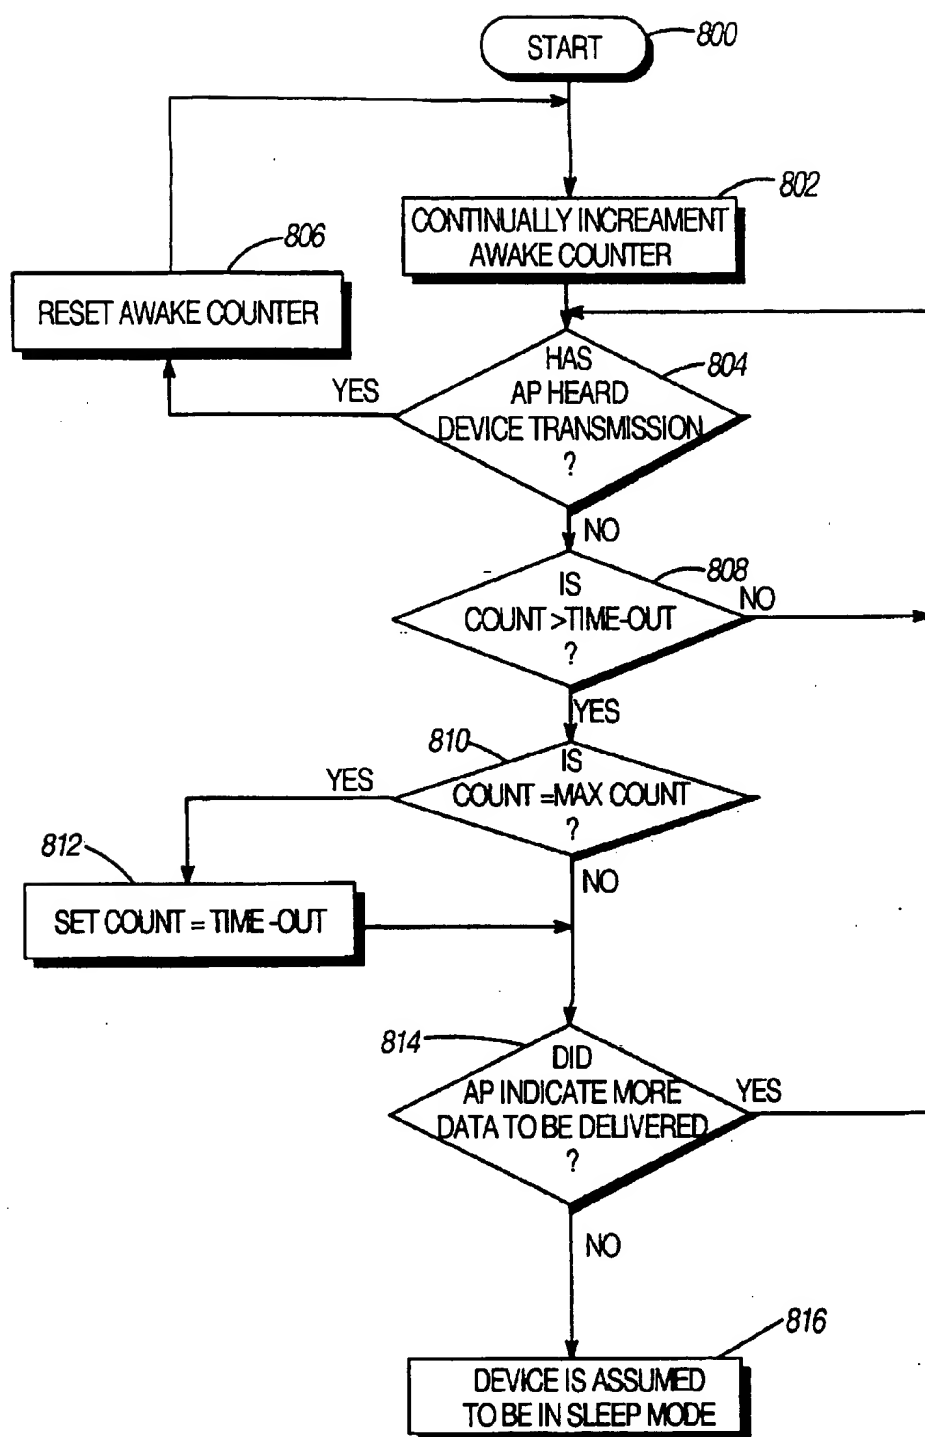 START
800
802
CONTINUALLY INCREAMENT
AWAKE COUNTER
806
RESET AWAKE COUNTER
HAS
AP HEARD
DEVICE TRANSMISSION
?
804
YES
NO
808
IS
COUNT >TIME-OUT
?
NO
YES
810
IS
COUNT =MAX COUNT
?
YES
NO
812
SET COUNT = TIME -OUT
814
DID
AP INDICATE MORE
DATA TO BE DELIVERED
?
YES
NO
816
DEVICE IS ASSUMED
TO BE IN SLEEP MODE